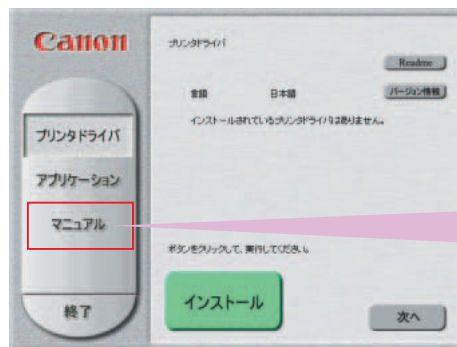 Canon
プリンタドライバ
アプリケーション
マニュアル
終了
プリンタドライバ
Readme
言語 日本語
バージョン情報
インストールされているプリンタドライバはありません。
ボタンをクリックして、実行してください。
インストール
次へ